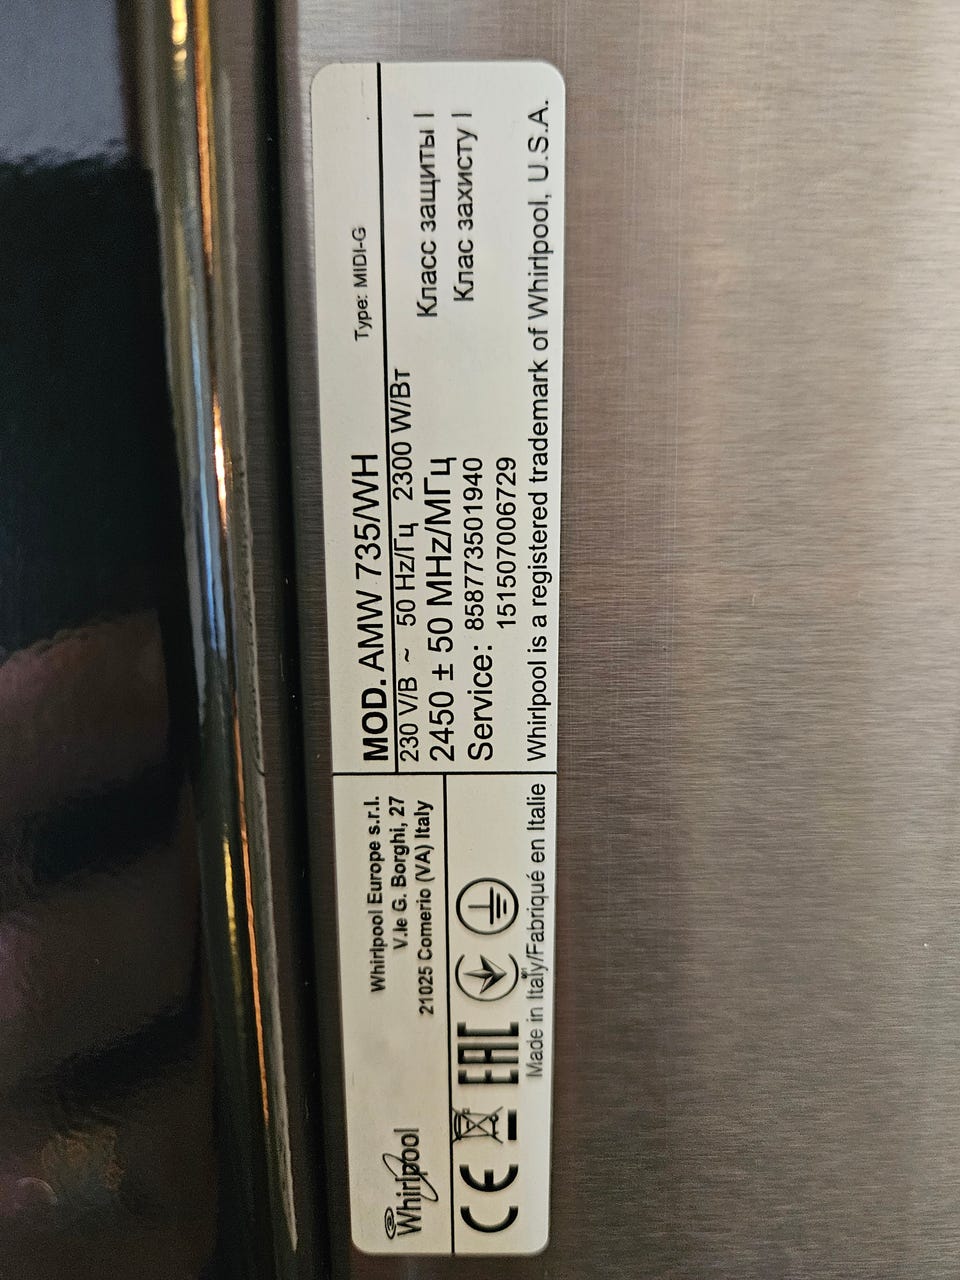 Whirlpool
Whirlpool Europe s.r.l.
V.le G. Borghi, 27
21025 Comerio (VA) Italy
CE EAC
Made in Italy/Fabriqué en Italie
MOD. AMW 735/WH Type: MIDI-G
230 V/В ~ 50 Hz/Гц 2300 W/Вт
2450 ± 50 MHz/МГц
Класс защиты I
Клас захисту I
Service: 858773501940
151507006729
Whirlpool is a registered trademark of Whirlpool, U.S.A.